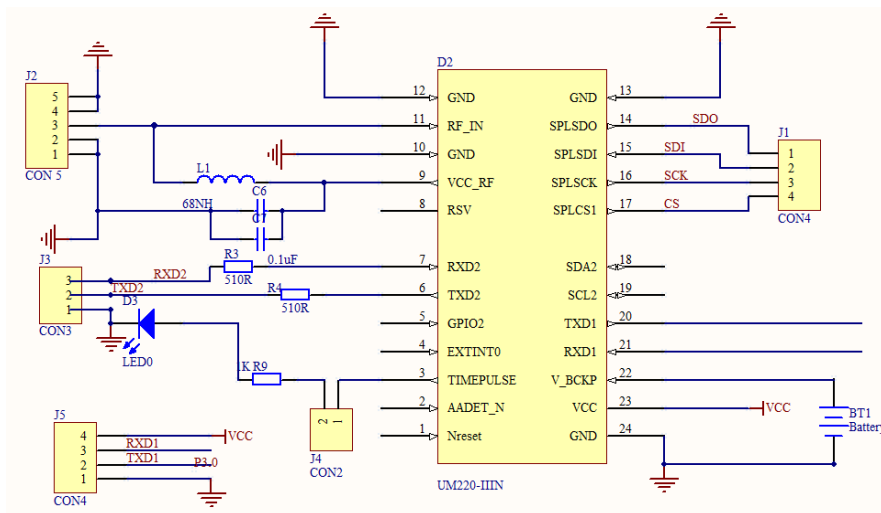 D2
J2
5
4
3
2
1
CON 5
12 GND
11 RF_IN
10 GND
9 VCC_RF
8 RSV
7 RXD2
6 TXD2
5 GPIO2
4 EXTINT0
3 TIMEPULSE
2 AADET_N
1 Nreset
GND 13
SPLSDO 14
SPLSDI 15
SPLSCK 16
SPLCS1 17
SDA2 18
SCL2 19
TXD1 20
RXD1 21
V_BCKP 22
VCC 23
GND 24
UM220-IIIN
SDO
SDI
SCK
CS
J1
1
2
3
4
CON4
L1
68NH
C6
C7
0.1uF
J3
3
2
1
CON3
RXD2
TXD2
R3
510R
R4
510R
D3
LED0
1K R9
2 1
J4
CON2
VCC
BT1
Battery
J5
4
3
2
1
CON4
VCC
RXD1
TXD1
P3.0